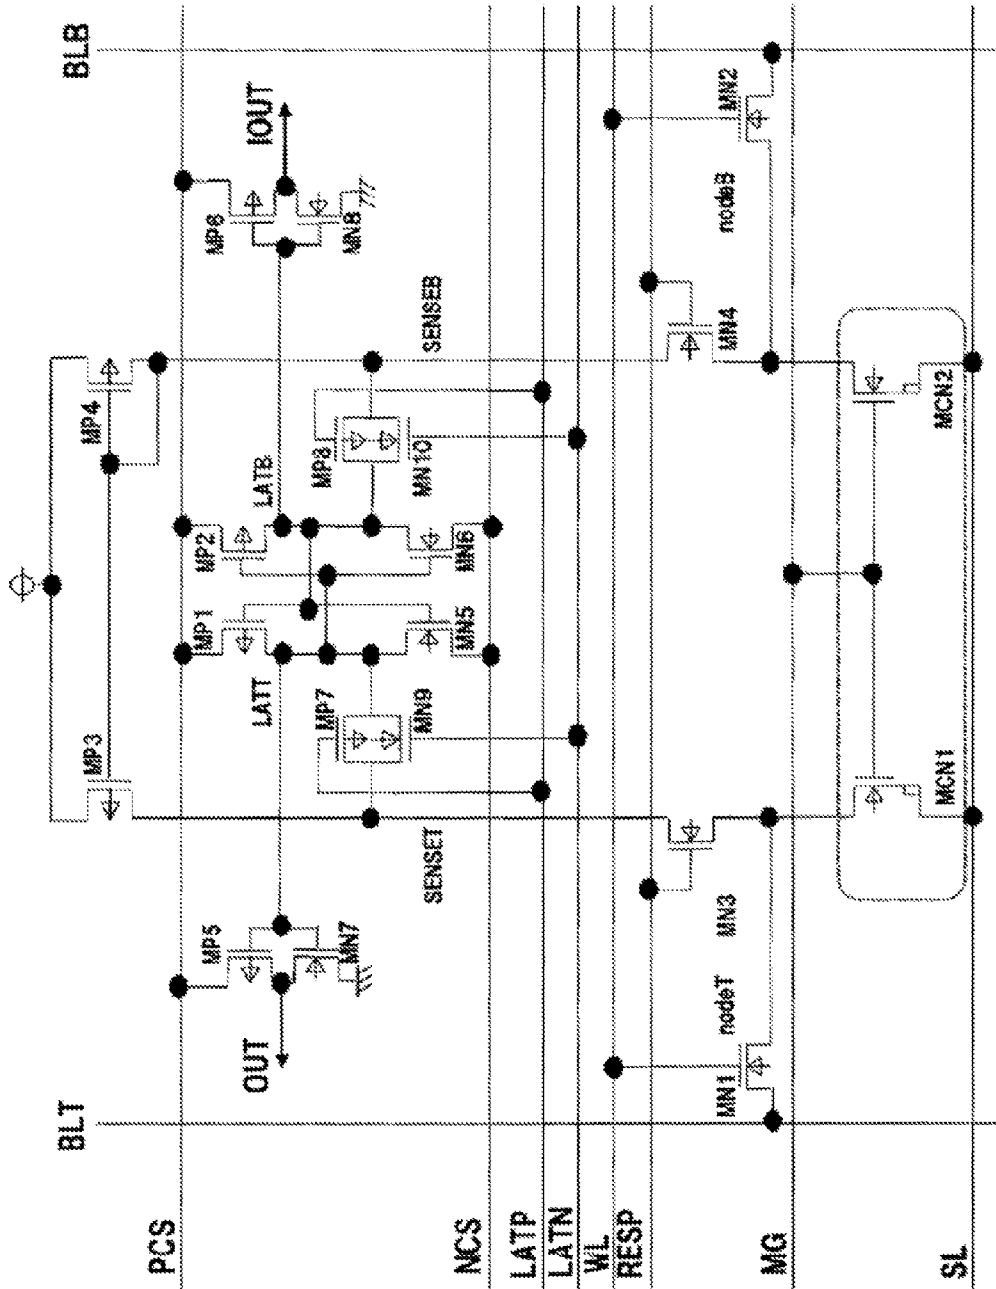 BLT
BLB
PCS
NCS
LATP
LATN
WL
RESP
MG
SL
OUT
IOUT
MP5
MN7
MP3
MP4
MP6
MN8
LATT
LATB
MP1
MP2
MN5
MN6
MP7
MN9
MP8
MN10
SENSET
SENSEB
MN1
nodeT
MN3
MN4
nodeB
MN2
MCN1
MCN2